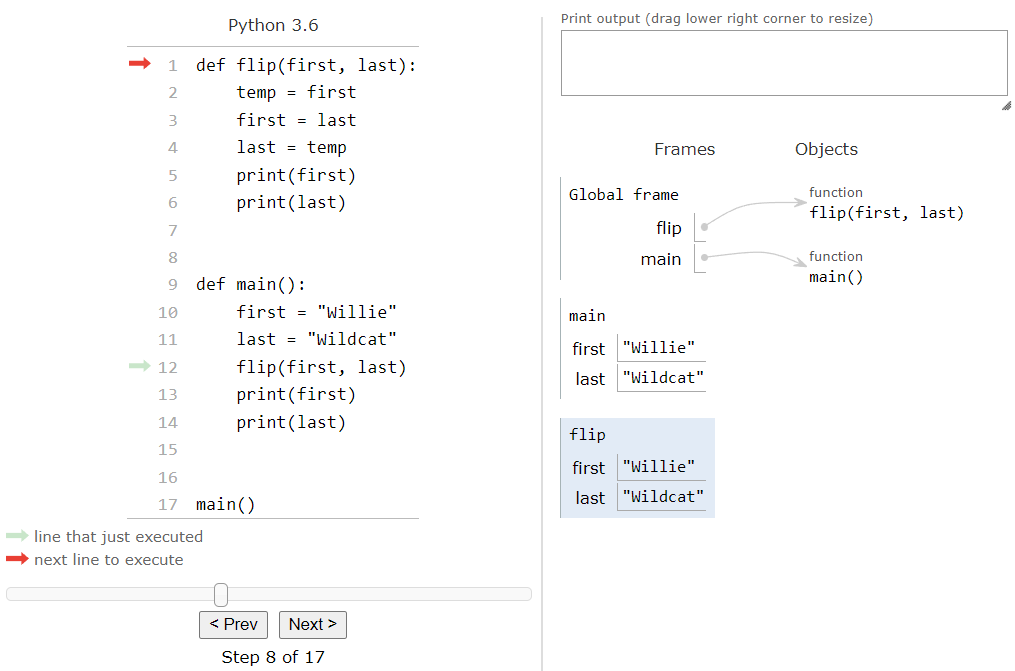 Python 3.6
1 def flip(first, last):
2     temp = first
3     first = last
4     last = temp
5     print(first)
6     print(last)
7
8
9 def main():
10     first = "Willie"
11     last = "Wildcat"
12     flip(first, last)
13     print(first)
14     print(last)
15
16
17 main()
line that just executed
next line to execute
< Prev Next >
Step 8 of 17
Print output (drag lower right corner to resize)
Frames Objects
Global frame
flip
main
function
flip(first, last)
function
main()
main
first "Willie"
last "Wildcat"
flip
first "Willie"
last "Wildcat"